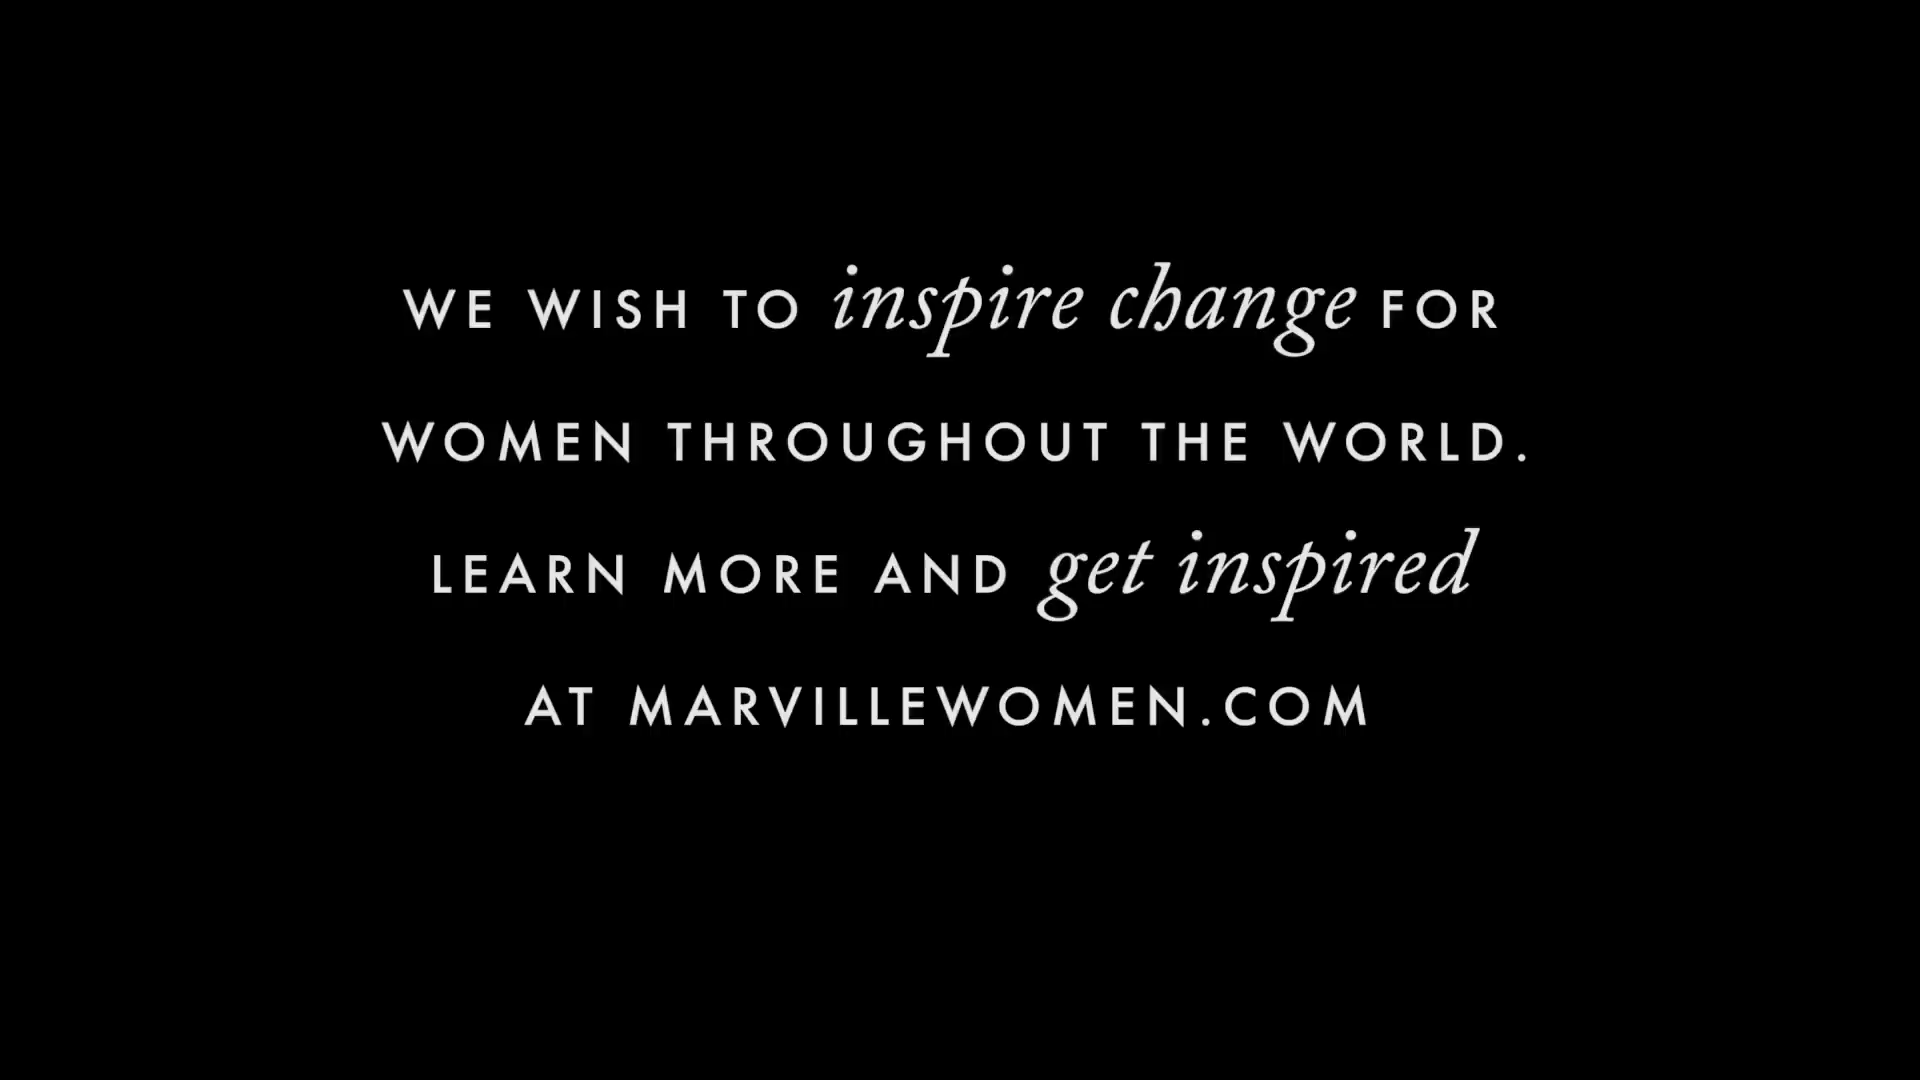 WE WISH TO inspire change FOR
WOMEN THROUGHOUT THE WORLD.
LEARN MORE AND get inspired
AT MARVILLEWOMEN.COM